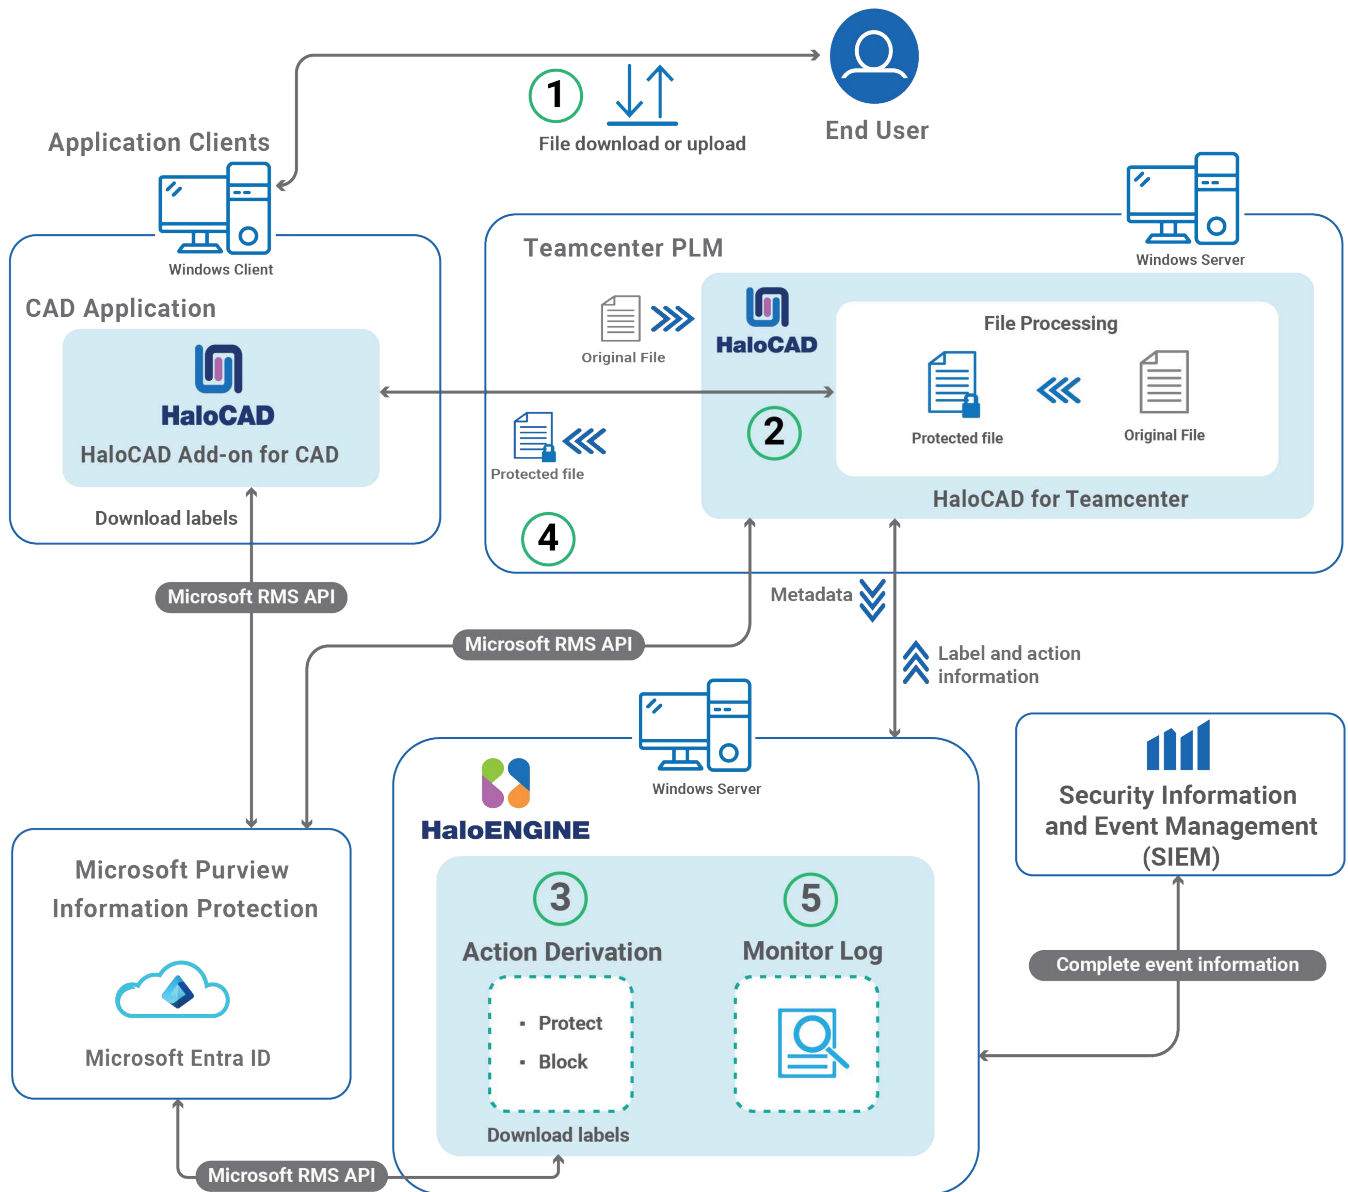 1
File download or upload
End User
Application Clients
Windows Client
CAD Application
HaloCAD
HaloCAD Add-on for CAD
Download labels
Microsoft RMS API
Teamcenter PLM
Windows Server
Original File
HaloCAD
File Processing
Protected file
Original File
2
Protected file
HaloCAD for Teamcenter
4
Metadata
Microsoft RMS API
Label and action
information
Windows Server
HaloENGINE
3
Action Derivation
▪ Protect
▪ Block
Download labels
5
Monitor Log
Security Information
and Event Management
(SIEM)
Complete event information
Microsoft Purview
Information Protection
Microsoft Entra ID
Microsoft RMS API